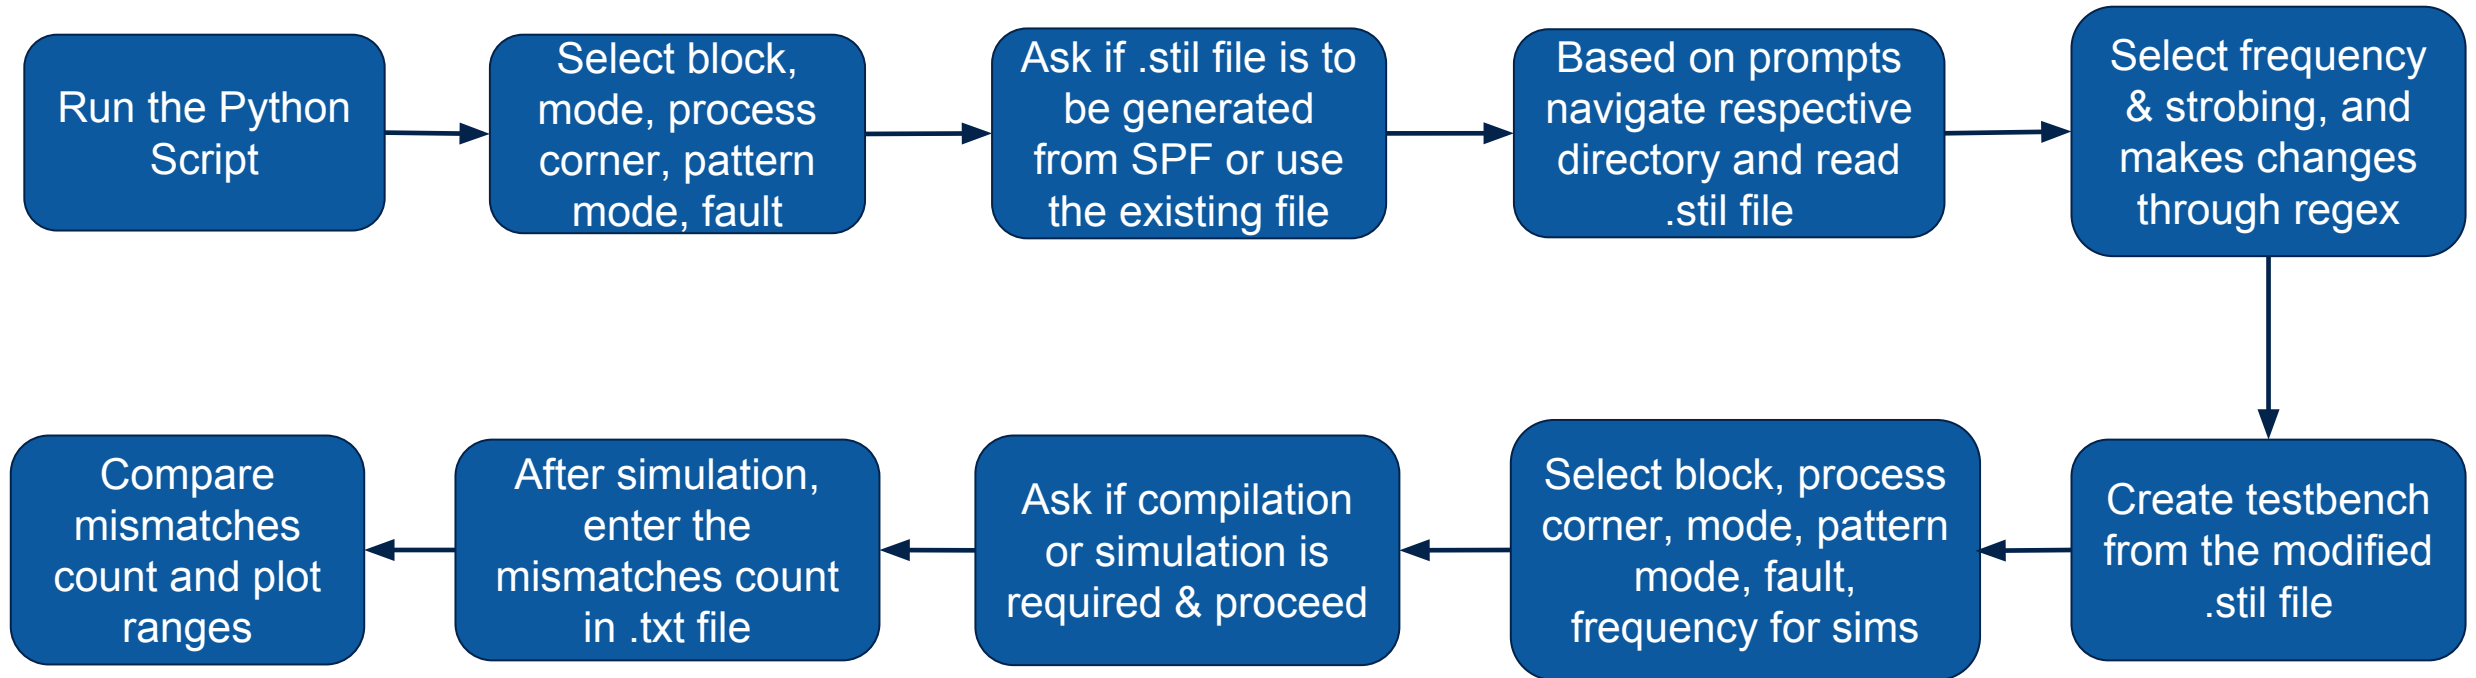 Run the Python
Script
Select block,
mode, process
corner, pattern
mode, fault
Ask if .stil file is to
be generated
from SPF or use
the existing file
Based on prompts
navigate respective
directory and read
.stil file
Select frequency
& strobing, and
makes changes
through regex
Create testbench
from the modified
.stil file
Select block, process
corner, mode, pattern
mode, fault,
frequency for sims
Ask if compilation
or simulation is
required & proceed
After simulation,
enter the
mismatches count
in .txt file
Compare
mismatches
count and plot
ranges